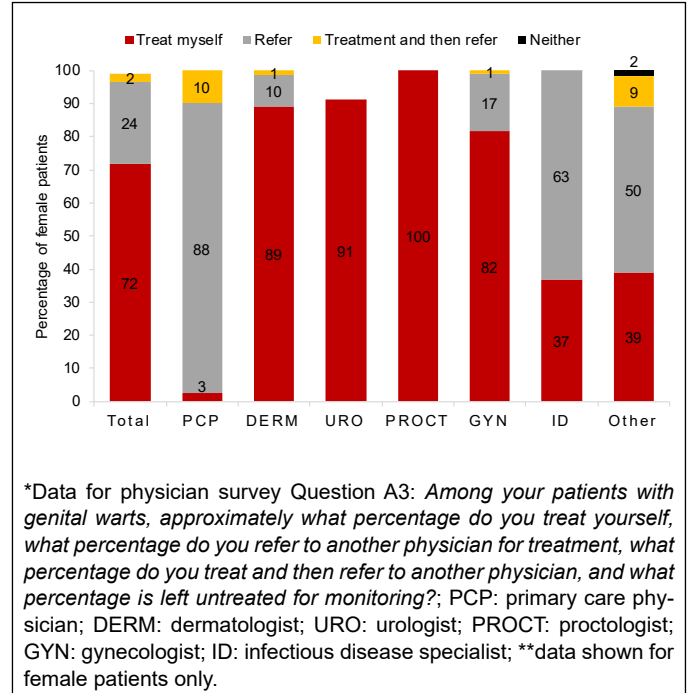 Treat myself Refer Treatment and then refer Neither
Percentage of female patients
100
90
80
70
60
50
40
30
20
10
0
2
24
72
10
88
3
1
10
89
91
100
1
17
82
63
37
2
9
50
39
Total PCP DERM URO PROCT GYN ID Other
*Data for physician survey Question A3: Among your patients with
genital warts, approximately what percentage do you treat yourself,
what percentage do you refer to another physician for treatment, what
percentage do you treat and then refer to another physician, and what
percentage is left untreated for monitoring?; PCP: primary care phy-
sician; DERM: dermatologist; URO: urologist; PROCT: proctologist;
GYN: gynecologist; ID: infectious disease specialist; **data shown for
female patients only.